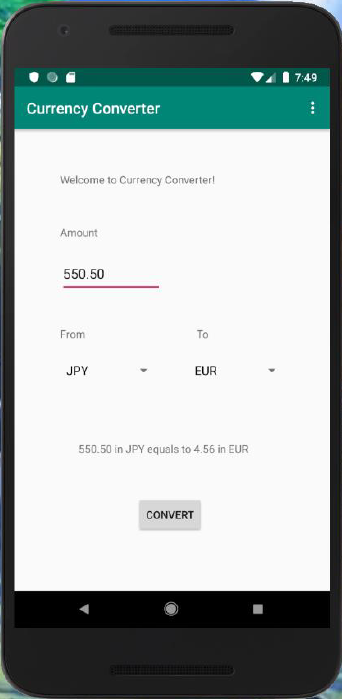 7:49
Currency Converter
Welcome to Currency Converter!
Amount
550.50
From To
JPY EUR
550.50 in JPY equals to 4.56 in EUR
CONVERT